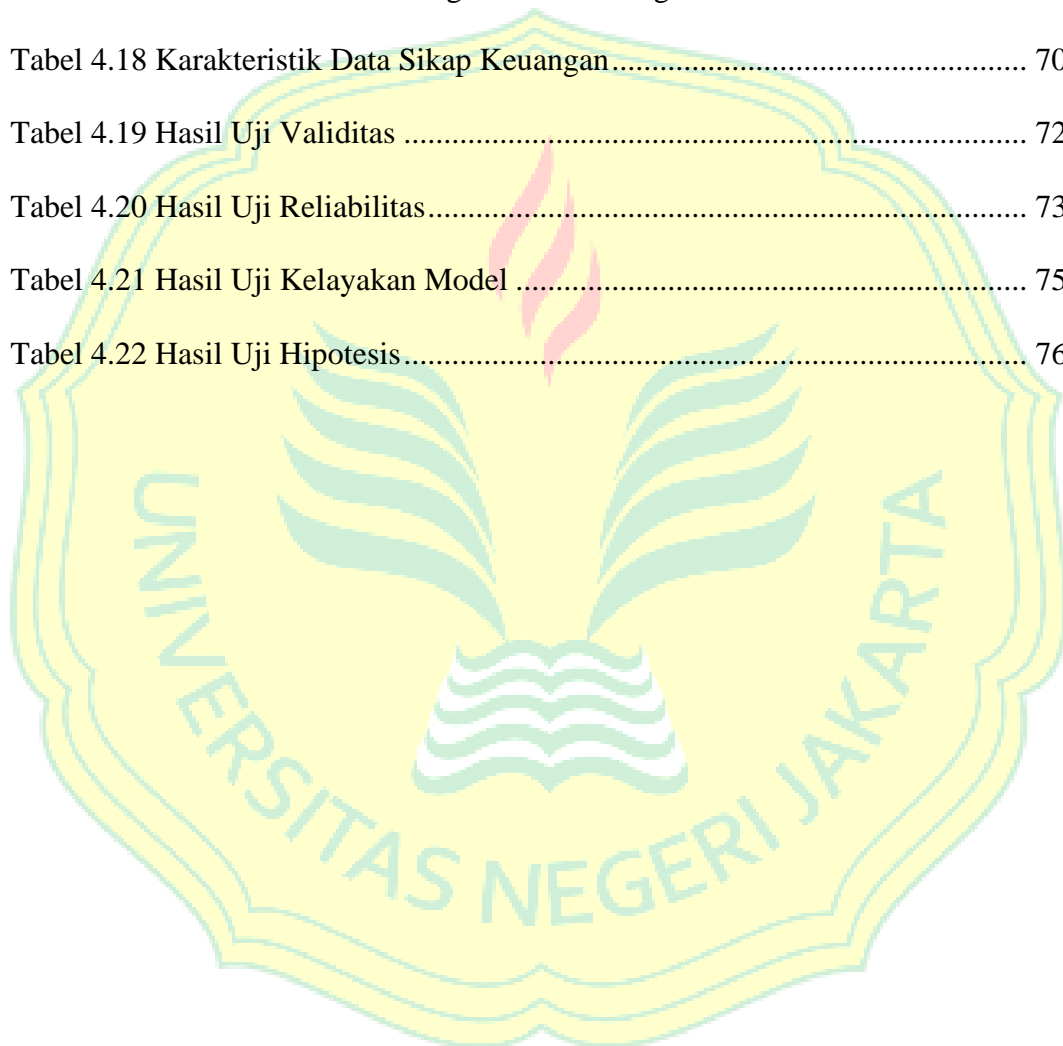 Tabel 4.18 Karakteristik Data Sikap Keuangan............................................ 70
Tabel 4.19 Hasil Uji Validitas .................................................................. 72
Tabel 4.20 Hasil Uji Reliabilitas............................................................... 73
Tabel 4.21 Hasil Uji Kelayakan Model ...................................................... 75
Tabel 4.22 Hasil Uji Hipotesis.................................................................. 76
UNIVERSITAS NEGERI JAKARTA